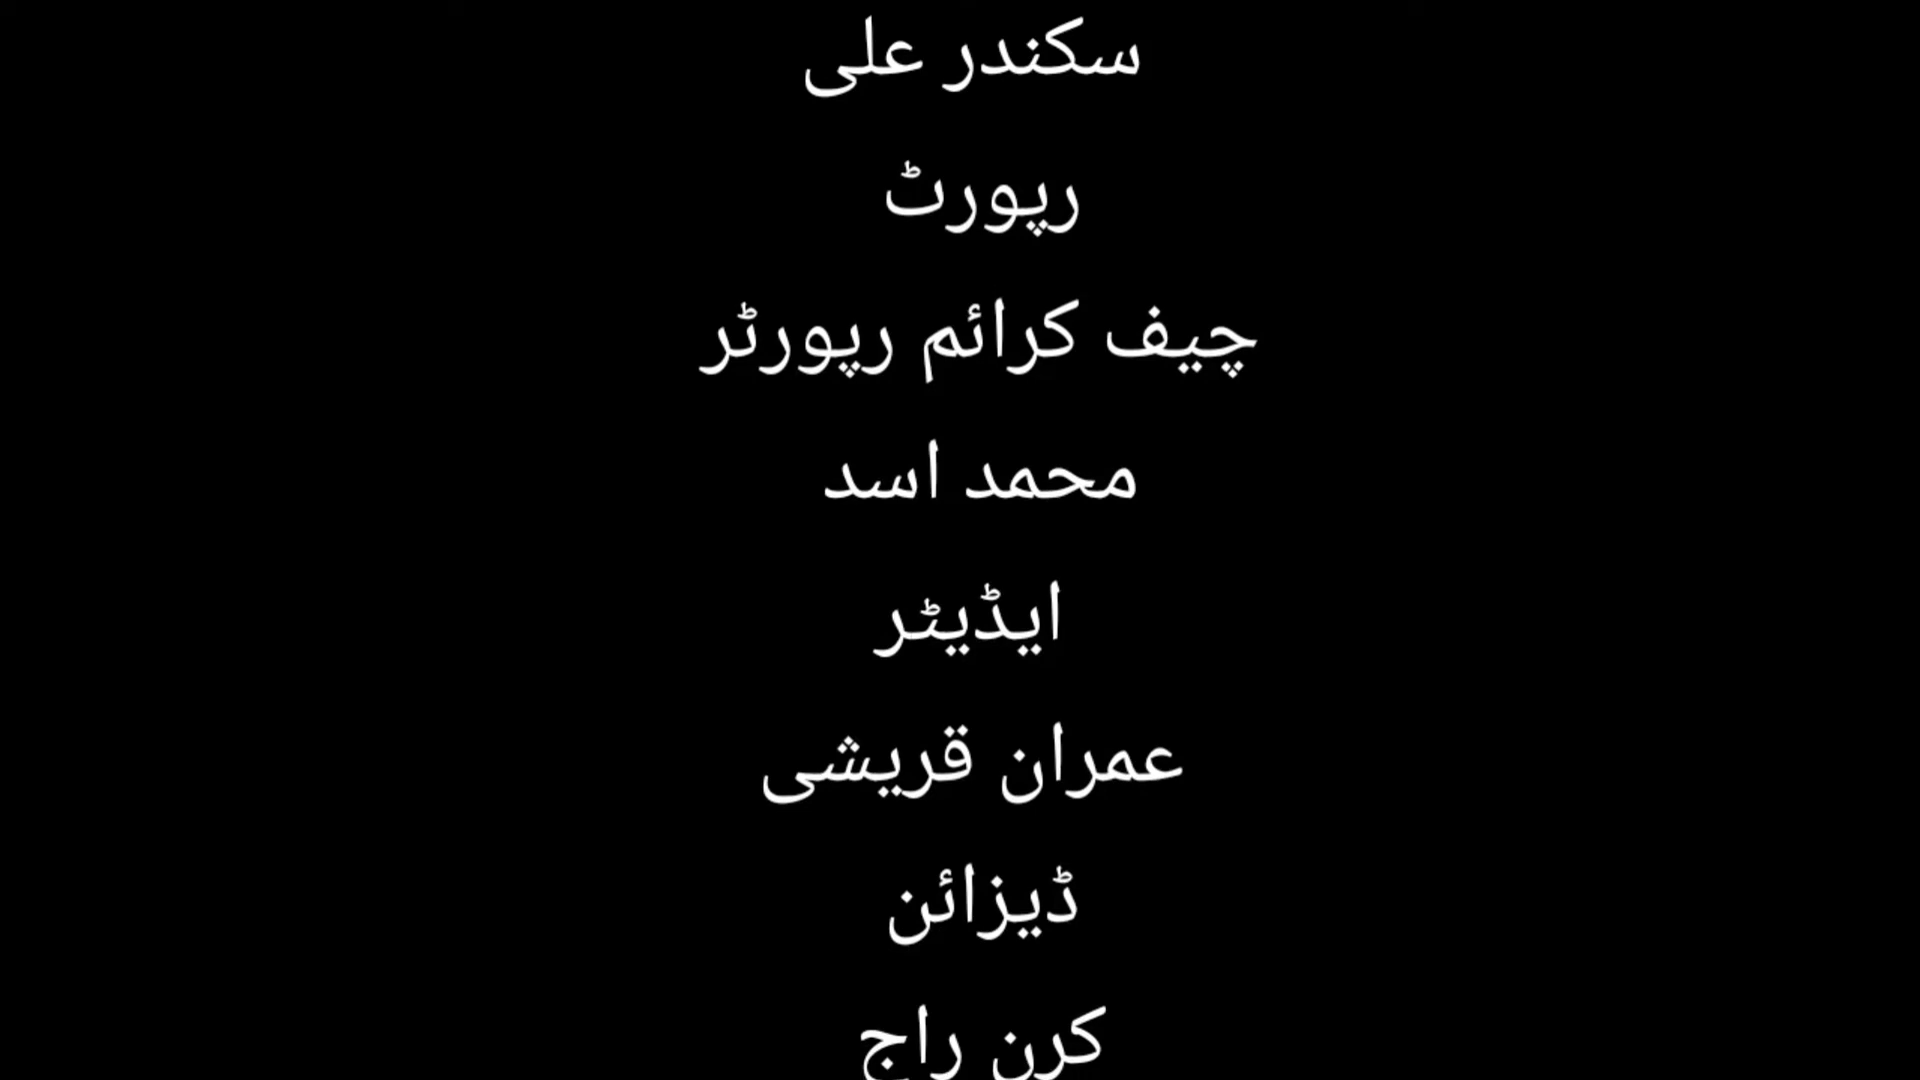 سکندر علی
رپورٹ
چیف کرائم رپورٹر
محمد اسد
ایڈیٹر
عمران قریشی
ڈیزائن
کرن راج